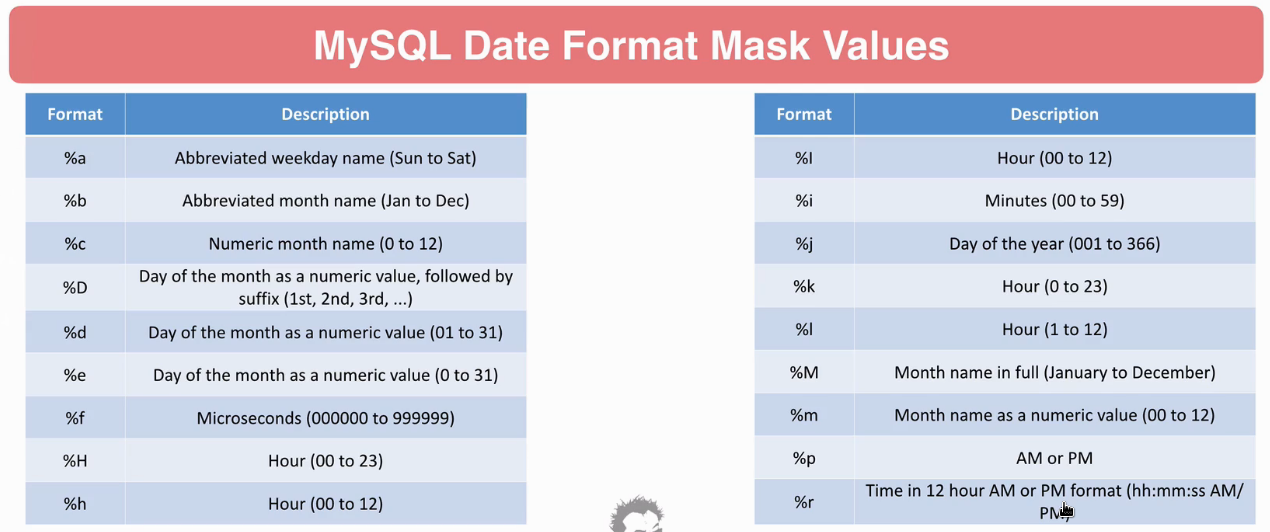 MySQL Date Format Mask Values
Format Description
%a Abbreviated weekday name (Sun to Sat)
%b Abbreviated month name (Jan to Dec)
%c Numeric month name (0 to 12)
%D Day of the month as a numeric value, followed by
suffix (1st, 2nd, 3rd, ...)
%d Day of the month as a numeric value (01 to 31)
%e Day of the month as a numeric value (0 to 31)
%f Microseconds (000000 to 999999)
%H Hour (00 to 23)
%h Hour (00 to 12)
Format Description
%I Hour (00 to 12)
%i Minutes (00 to 59)
%j Day of the year (001 to 366)
%k Hour (0 to 23)
%l Hour (1 to 12)
%M Month name in full (January to December)
%m Month name as a numeric value (00 to 12)
%p AM or PM
%r Time in 12 hour AM or PM format (hh:mm:ss AM/
PM)